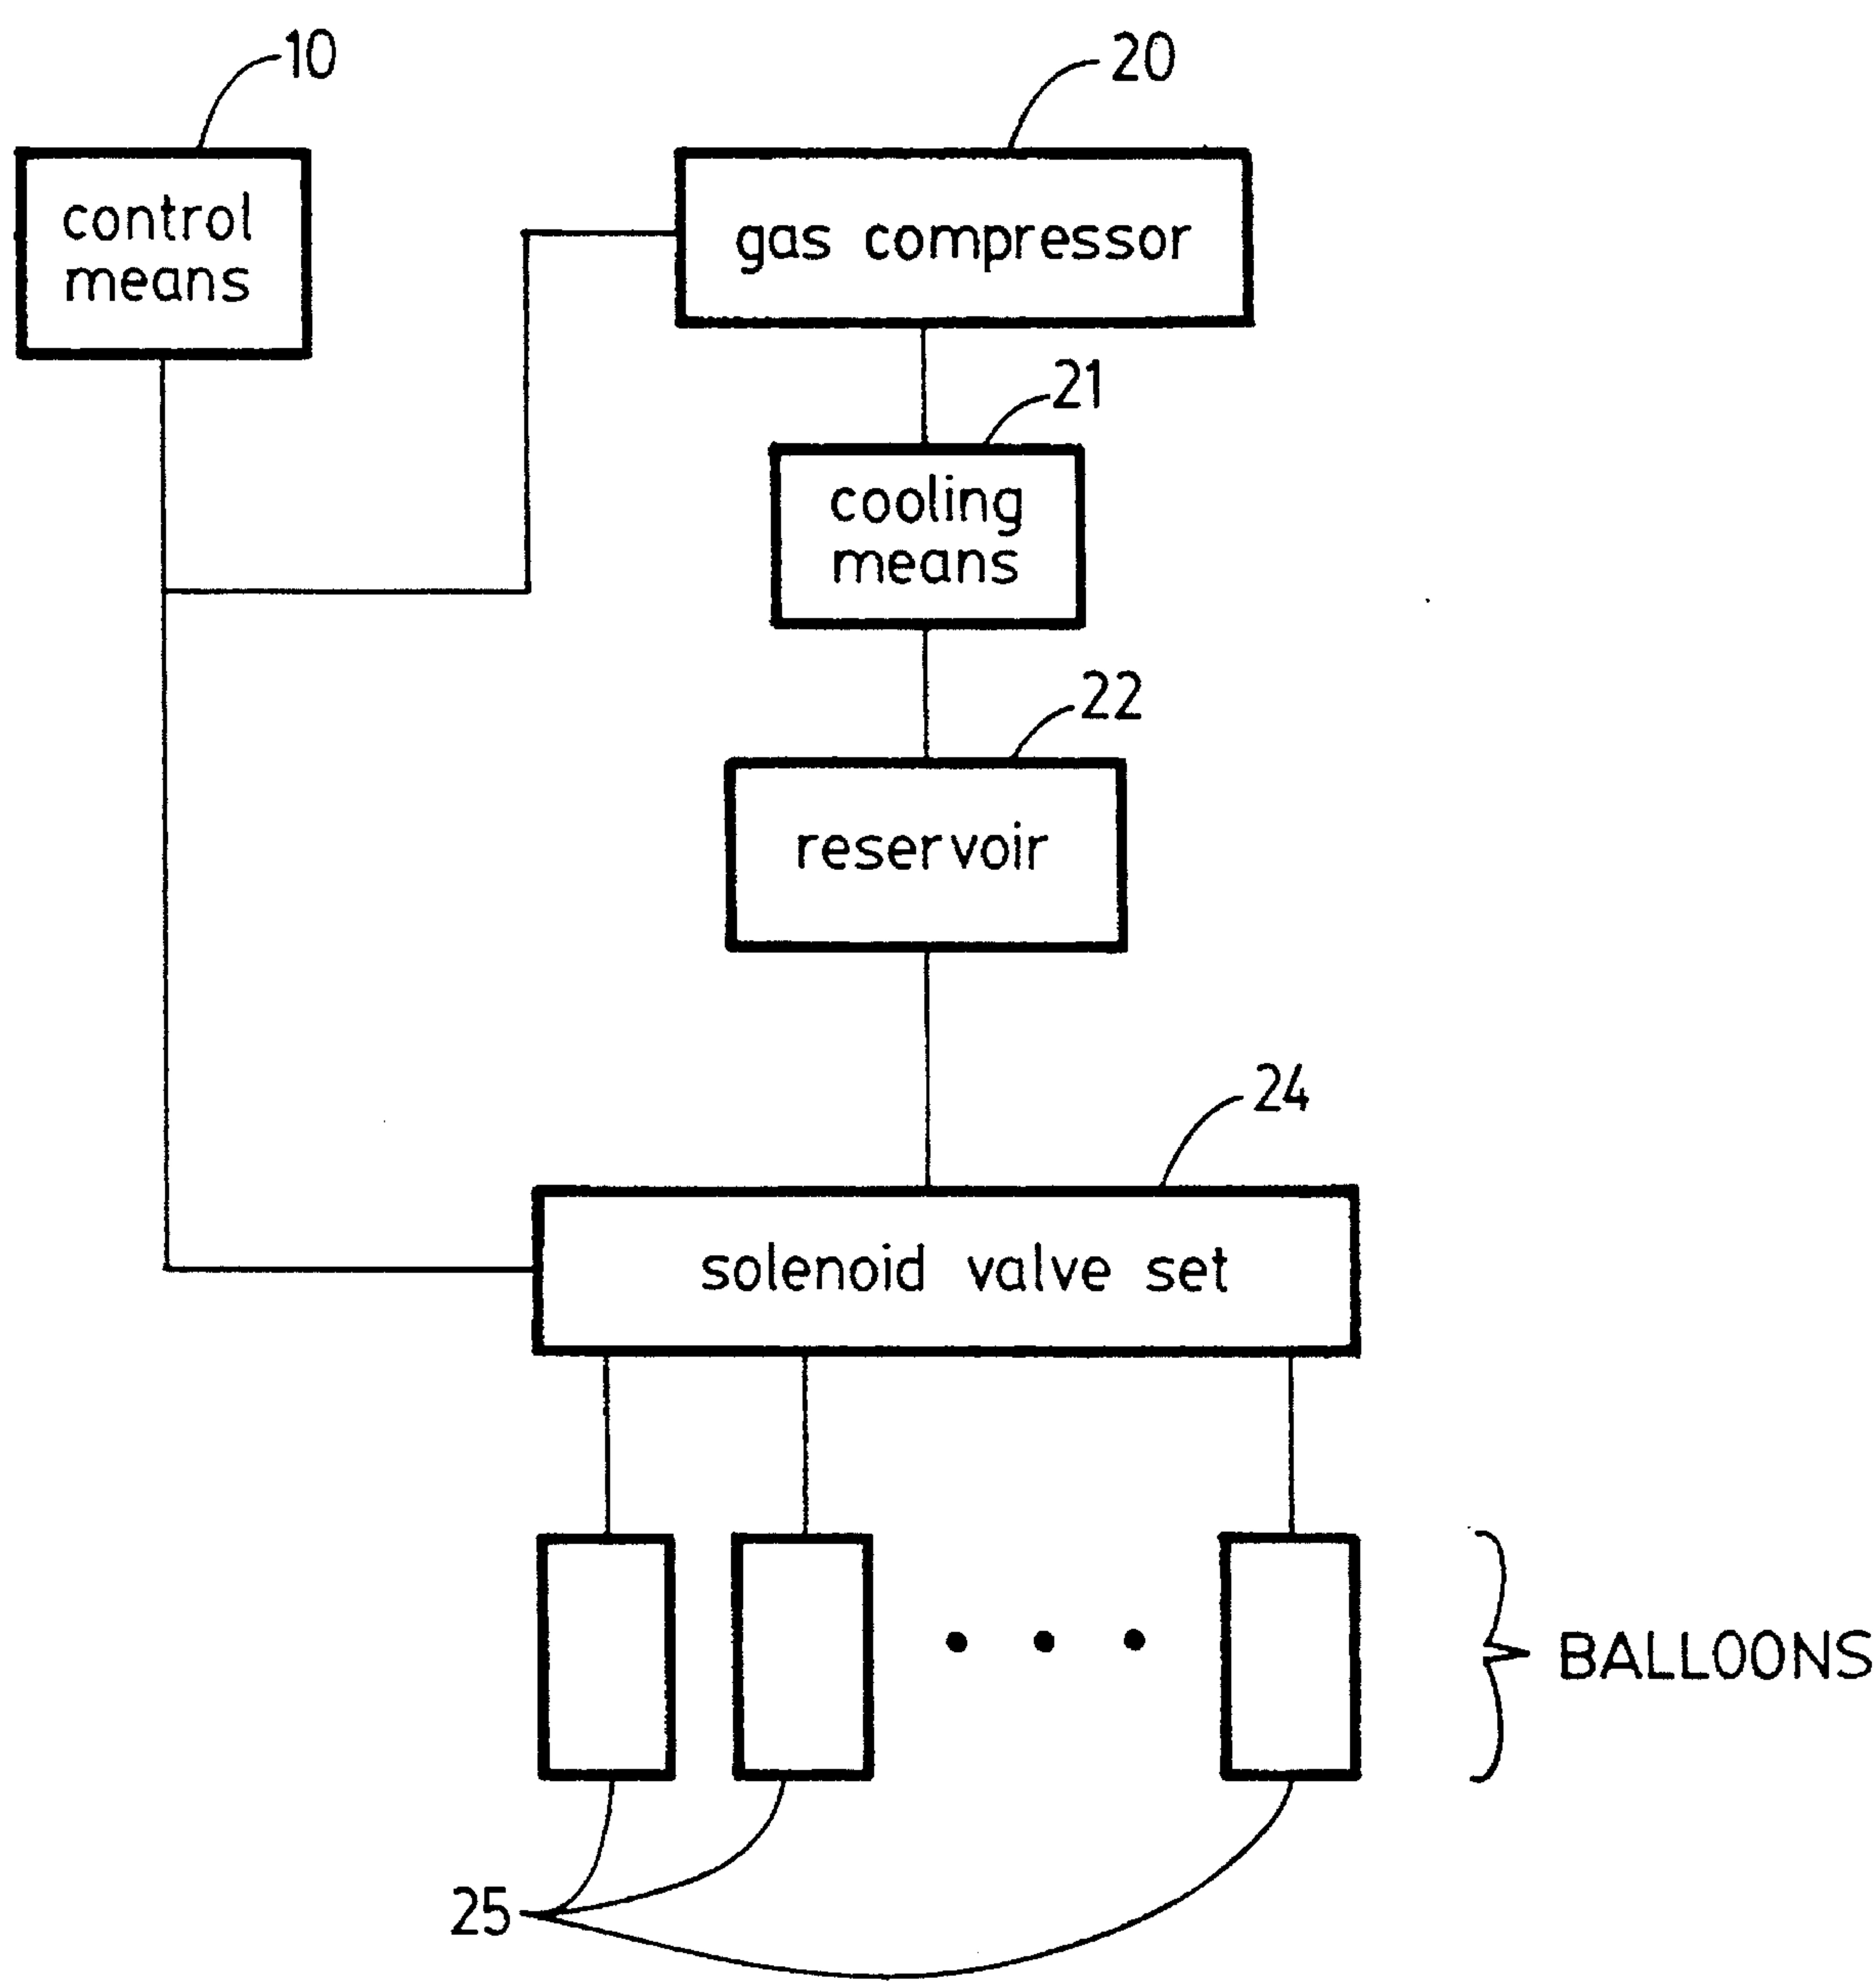 10
20
control
means
gas compressor
21
cooling
means
22
reservoir
24
solenoid valve set
BALLOONS
25